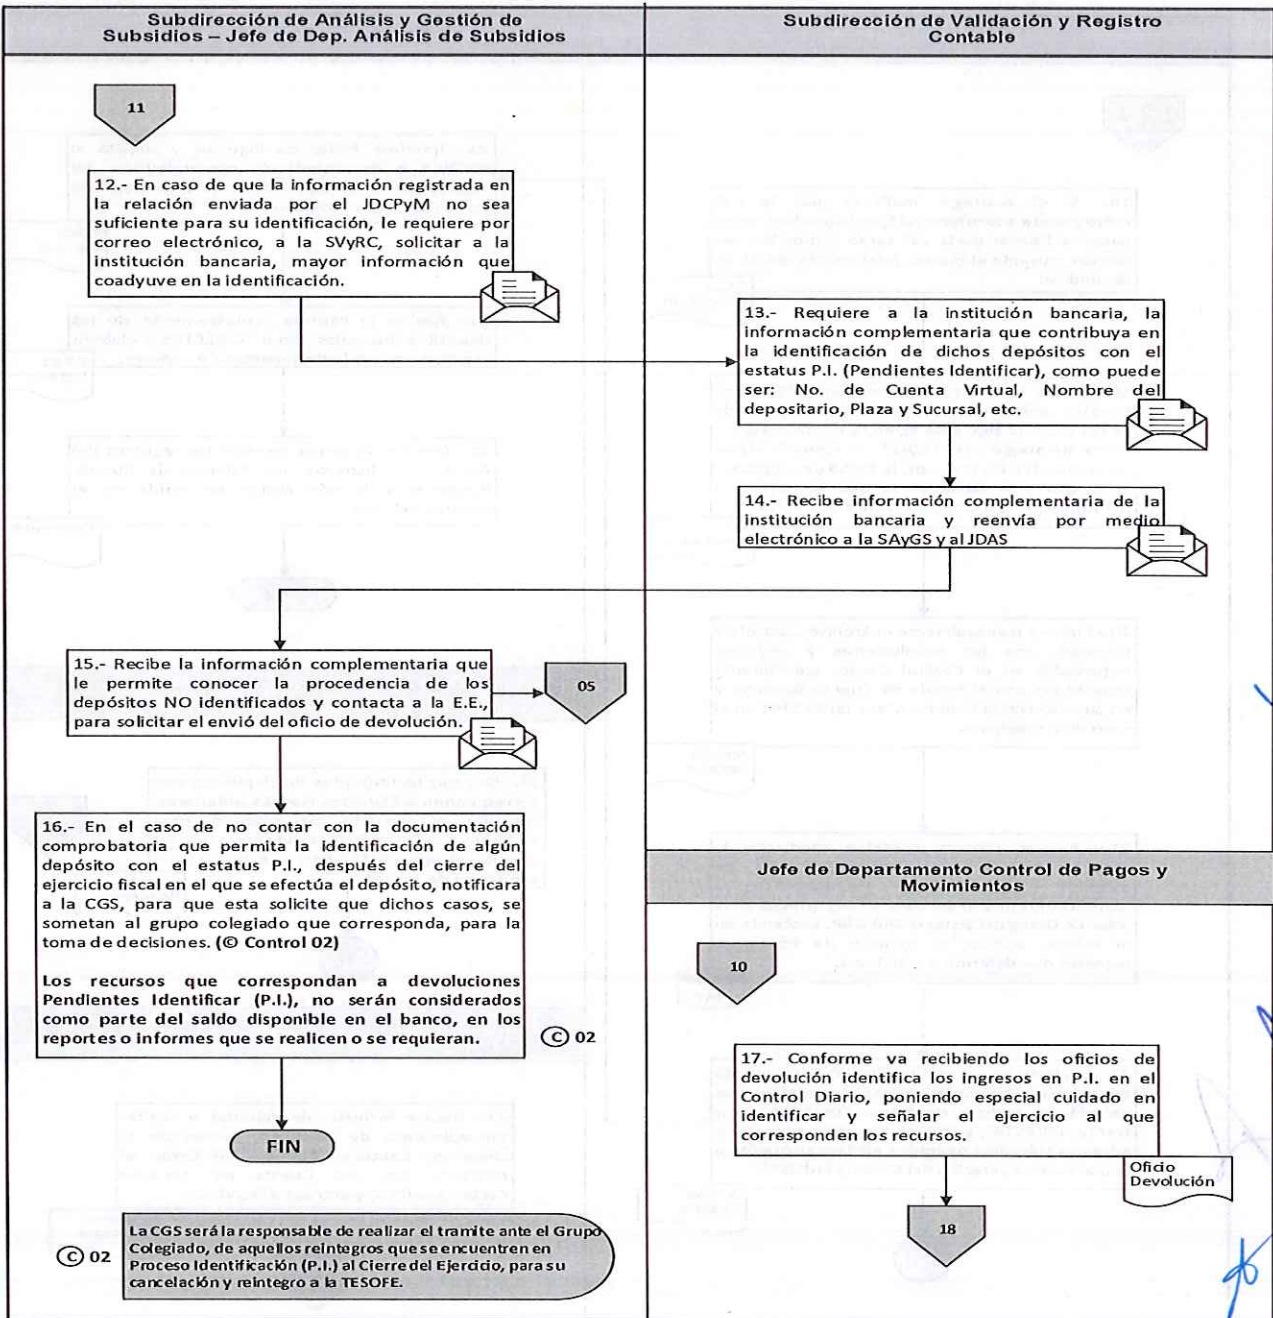 Subdirección de Análisis y Gestión de
Subsidios – Jefe de Dep. Análisis de Subsidios
Subdirección de Validación y Registro
Contable
11
12.- En caso de que la información registrada en
la relación enviada por el JDCPyM no sea
suficiente para su identificación, le requiere por
correo electrónico, a la SVyRC, solicitar a la
institución bancaria, mayor información que
coadyuve en la identificación.
13.- Requiere a la institución bancaria, la
información complementaria que contribuya en
la identificación de dichos depósitos con el
estatus P.I. (Pendientes Identificar), como puede
ser: No. de Cuenta Virtual, Nombre del
depositario, Plaza y Sucursal, etc.
14.- Recibe información complementaria de la
institución bancaria y reenvía por medio
electrónico a la SAyGS y al JDAS
15.- Recibe la información complementaria que
le permite conocer la procedencia de los
depósitos NO identificados y contacta a la E.E.,
para solicitar el envió del oficio de devolución.
05
16.- En el caso de no contar con la documentación
comprobatoria que permita la identificación de algún
depósito con el estatus P.I., después del cierre del
ejercicio fiscal en el que se efectúa el depósito, notificara
a la CGS, para que esta solicite que dichos casos, se
sometan al grupo colegiado que corresponda, para la
toma de decisiones. (© Control 02)
Los recursos que correspondan a devoluciones
Pendientes Identificar (P.I.), no serán considerados
como parte del saldo disponible en el banco, en los
reportes o informes que se realicen o se requieran.
© 02
FIN
© 02
La CGS será la responsable de realizar el tramite ante el Grupo
Colegiado, de aquellos reintegros que se encuentren en
Proceso Identificación (P.I.) al Cierre del Ejercicio, para su
cancelación y reintegro a la TESOFE.
Jefe de Departamento Control de Pagos y
Movimientos
10
17.- Conforme va recibiendo los oficios de
devolución identifica los ingresos en P.I. en el
Control Diario, poniendo especial cuidado en
identificar y señalar el ejercicio al que
corresponden los recursos.
Oficio
Devolución
18